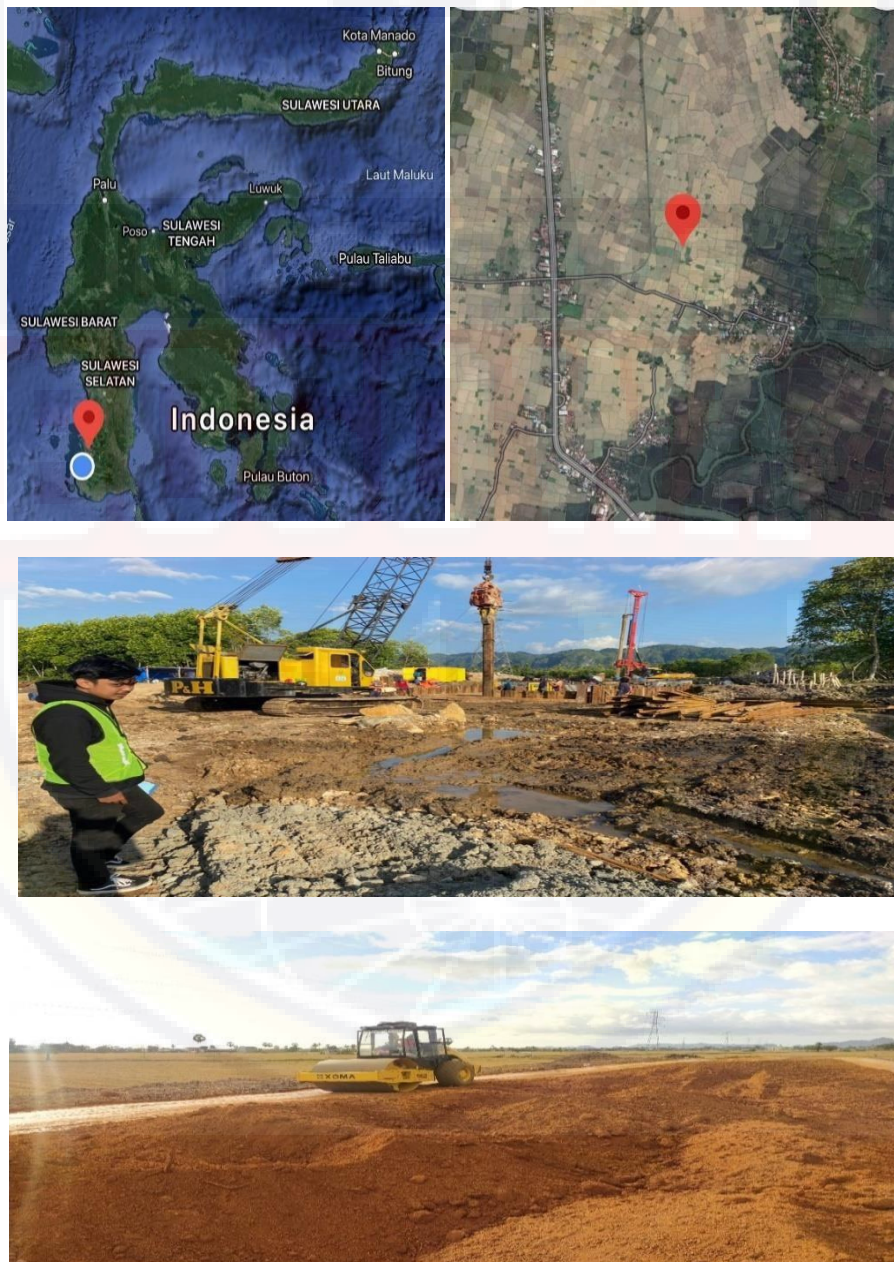 Kota Manado
Bitung
SULAWESI UTARA
Laut Maluku
Palu
Luwuk
Poso
SULAWESI
TENGAH
Pulau Taliabu
SULAWESI BARAT
SULAWESI
SELATAN
Indonesia
Pulau Buton
P&H